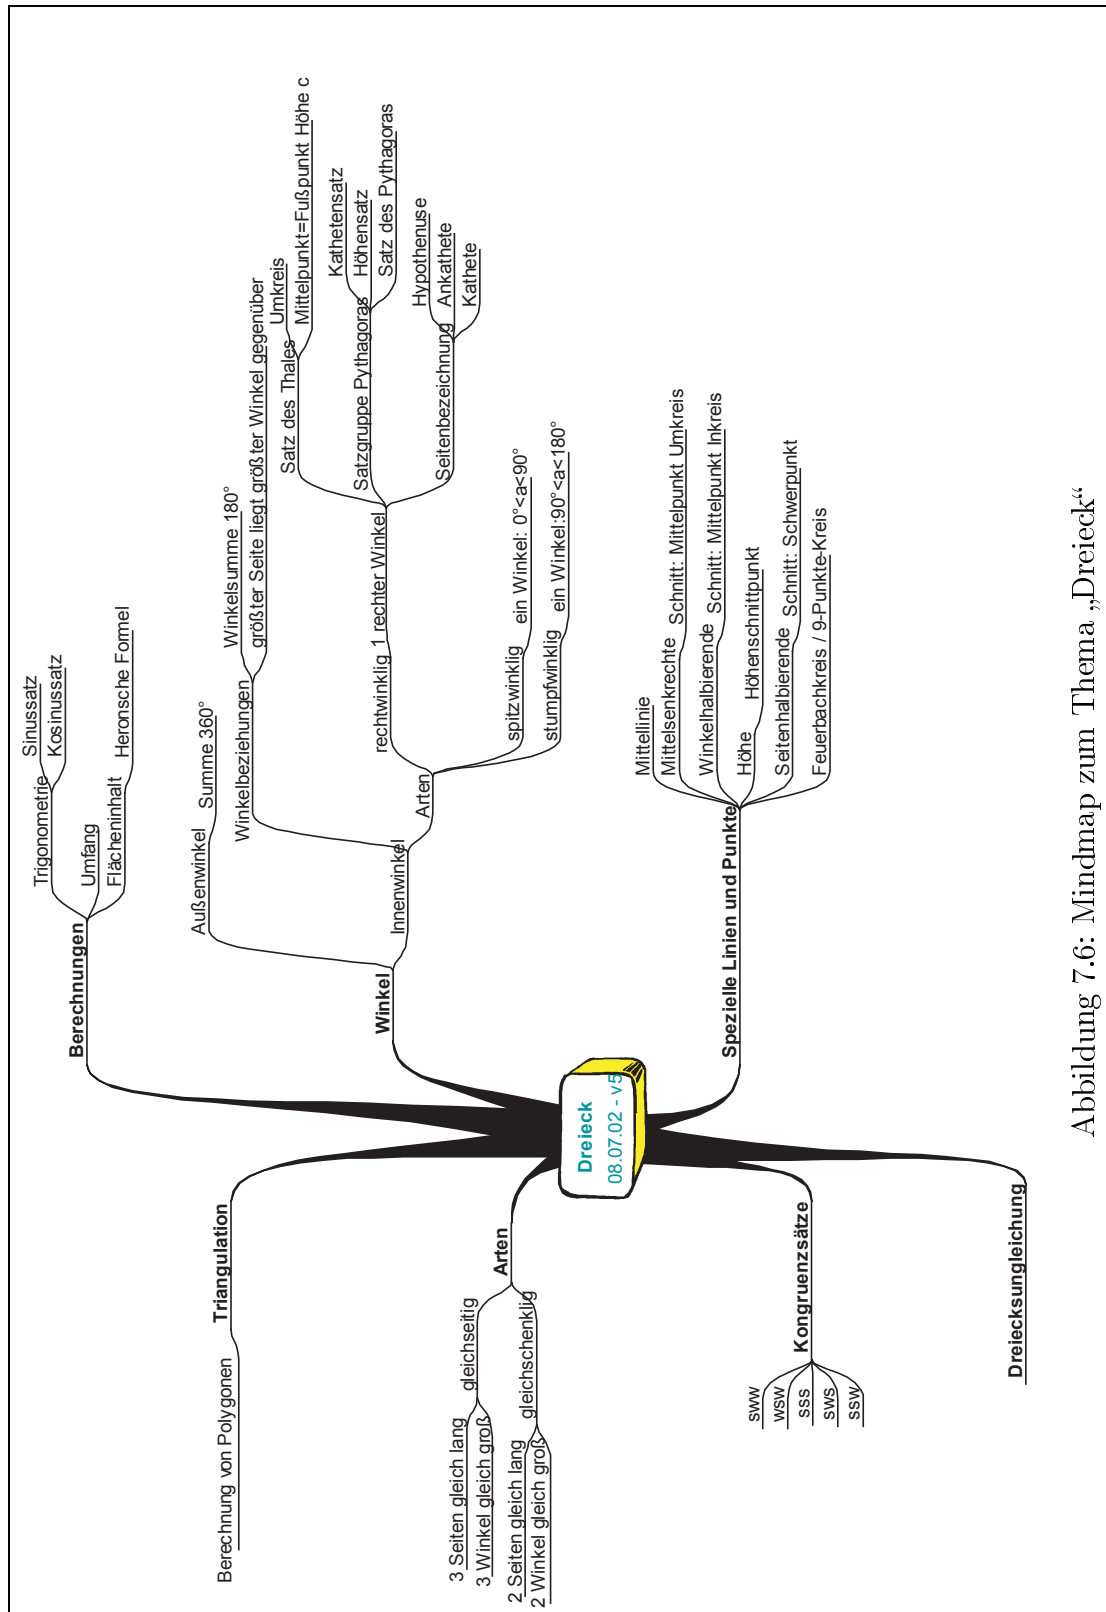 Dreieck
08.07.02 - v5
Berechnungen
Trigonometrie
Sinussatz
Kosinussatz
Umfang
Flächeninhalt
Heronsche Formel
Winkel
Außenwinkel
Summe 360°
Innenwinkel
Winkelbeziehungen
Winkelsumme 180°
größter Seite liegt größter Winkel gegenüber
Arten
rechtwinklig
1 rechter Winkel
Satz des Thales
Umkreis
Mittelpunkt=Fußpunkt Höhe c
Satzgruppe Pythagoras
Kathetensatz
Höhensatz
Satz des Pythagoras
Seitenbezeichnung
Hypothenuse
Ankathete
Kathete
spitzwinklig
ein Winkel: 0°<a<90°
stumpfwinklig
ein Winkel:90°<a<180°
Spezielle Linien und Punkte
Mittellinie
Mittelsenkrechte
Schnitt: Mittelpunkt Umkreis
Winkelhalbierende
Schnitt: Mittelpunkt Inkreis
Höhe
Höhenschnittpunkt
Seitenhalbierende
Schnitt: Schwerpunkt
Feuerbachkreis / 9-Punkte-Kreis
Triangulation
Berechnung von Polygonen
Arten
gleichseitig
3 Seiten gleich lang
3 Winkel gleich groß
gleichschenklig
2 Seiten gleich lang
2 Winkel gleich groß
Kongruenzsätze
sww
wsw
sss
sws
ssw
Dreiecksungleichung
Abbildung 7.6: Mindmap zum Thema „Dreieck“